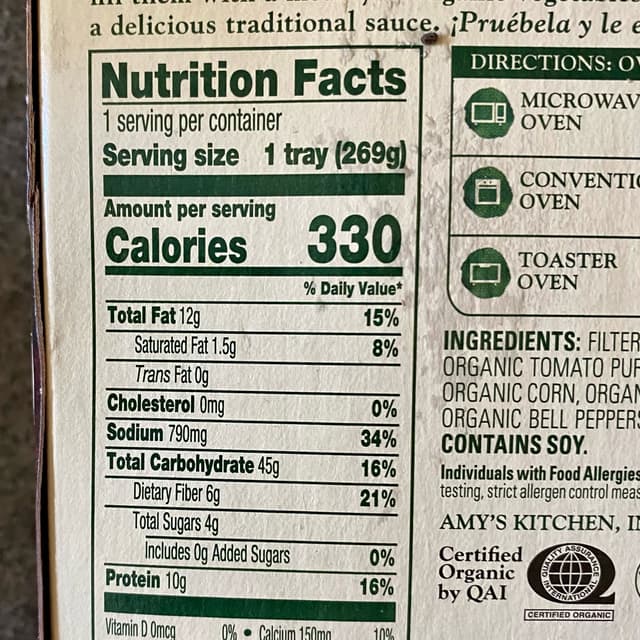 a delicious traditional sauce. ¡Pruébela y le
Nutrition Facts
1 serving per container
Serving size 1 tray (269g)
Amount per serving
Calories 330
% Daily Value*
Total Fat 12g 15%
Saturated Fat 1.5g 8%
Trans Fat 0g
Cholesterol 0mg 0%
Sodium 790mg 34%
Total Carbohydrate 45g 16%
Dietary Fiber 6g 21%
Total Sugars 4g
Includes 0g Added Sugars 0%
Protein 10g 16%
Vitamin D 0mcg 0% • Calcium 150mg 10%
DIRECTIONS: OV
MICROWAV
OVEN
CONVENTIO
OVEN
TOASTER
OVEN
INGREDIENTS: FILTER
ORGANIC TOMATO PUR
ORGANIC CORN, ORGAN
ORGANIC BELL PEPPERS
CONTAINS SOY.
Individuals with Food Allergies
testing, strict allergen control meas
AMY'S KITCHEN, IN
Certified
Organic
by QAI
QUALITY ASSURANCE
INTERNATIONAL
CERTIFIED ORGANIC